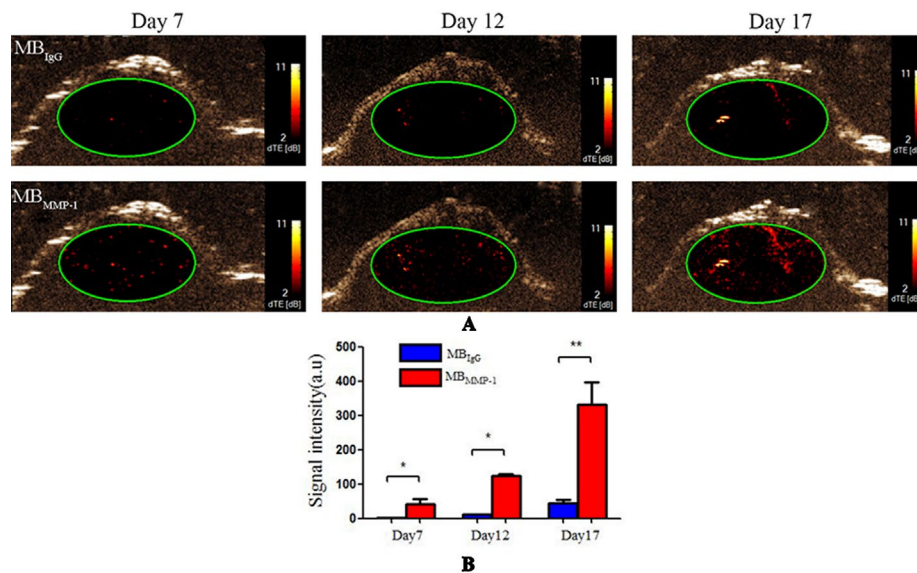 Day 7 Day 12 Day 17
MBIgG
11 11 11
2 2 2
dTE [dB] dTE [dB] dTE [dB]
MBMMP-1
11 11 11
2 2 2
dTE [dB] dTE [dB] dTE [dB]
A
500
400
300
200
100
0
Signal intensity(a.u)
MBIgG
MBMMP-1
*
*
**
Day7 Day12 Day17
B